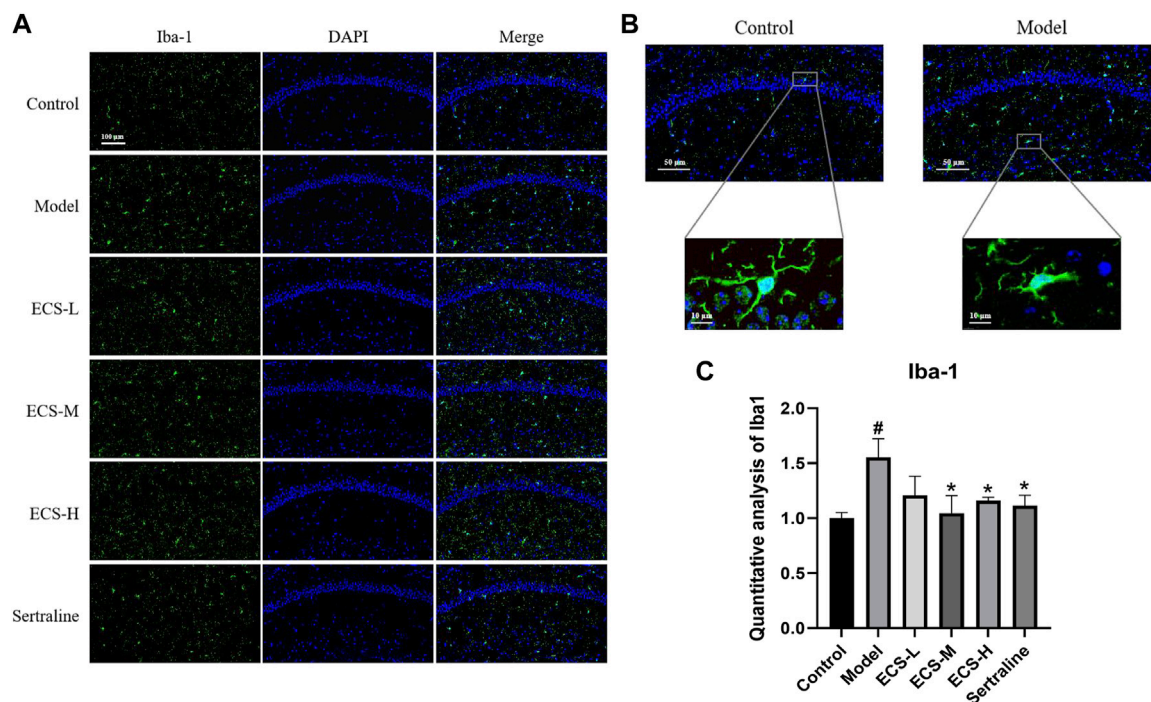 A
Iba-1 DAPI Merge
Control
100 μm
Model
ECS-L
ECS-M
ECS-H
Sertraline
B
Control Model
50 μm 50 μm
10 μm 10 μm
C
Iba-1
Quantitative analysis of Iba1
2.0
1.5
1.0
0.5
0.0
#
* * *
Control Model ECS-L ECS-M ECS-H Sertraline